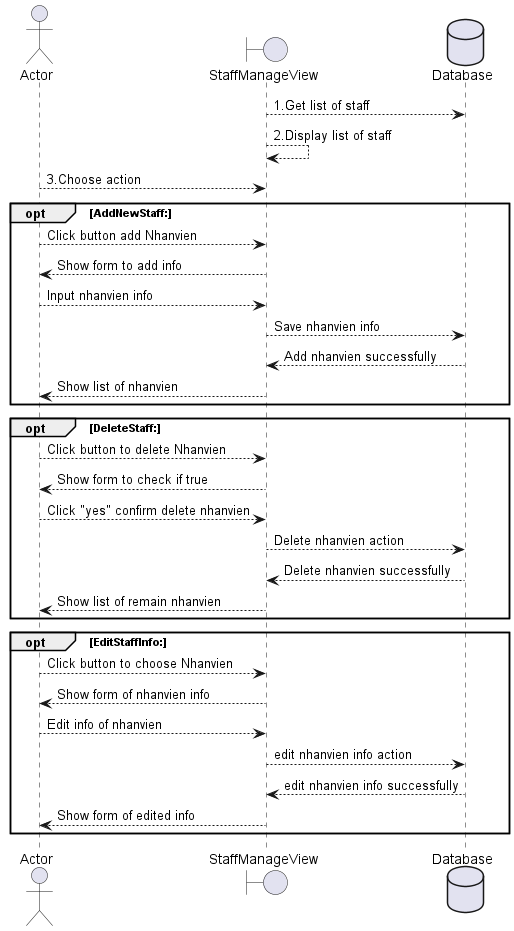 Actor
StaffManageView
Database
1.Get list of staff
2.Display list of staff
3.Choose action
opt [AddNewStaff:]
Click button add Nhanvien
Show form to add info
Input nhanvien info
Save nhanvien info
Add nhanvien successfully
Show list of nhanvien
opt [DeleteStaff:]
Click button to delete Nhanvien
Show form to check if true
Click "yes" confirm delete nhanvien
Delete nhanvien action
Delete nhanvien successfully
Show list of remain nhanvien
opt [EditStaffInfo:]
Click button to choose Nhanvien
Show form of nhanvien info
Edit info of nhanvien
edit nhanvien info action
edit nhanvien info successfully
Show form of edited info
Actor
StaffManageView
Database